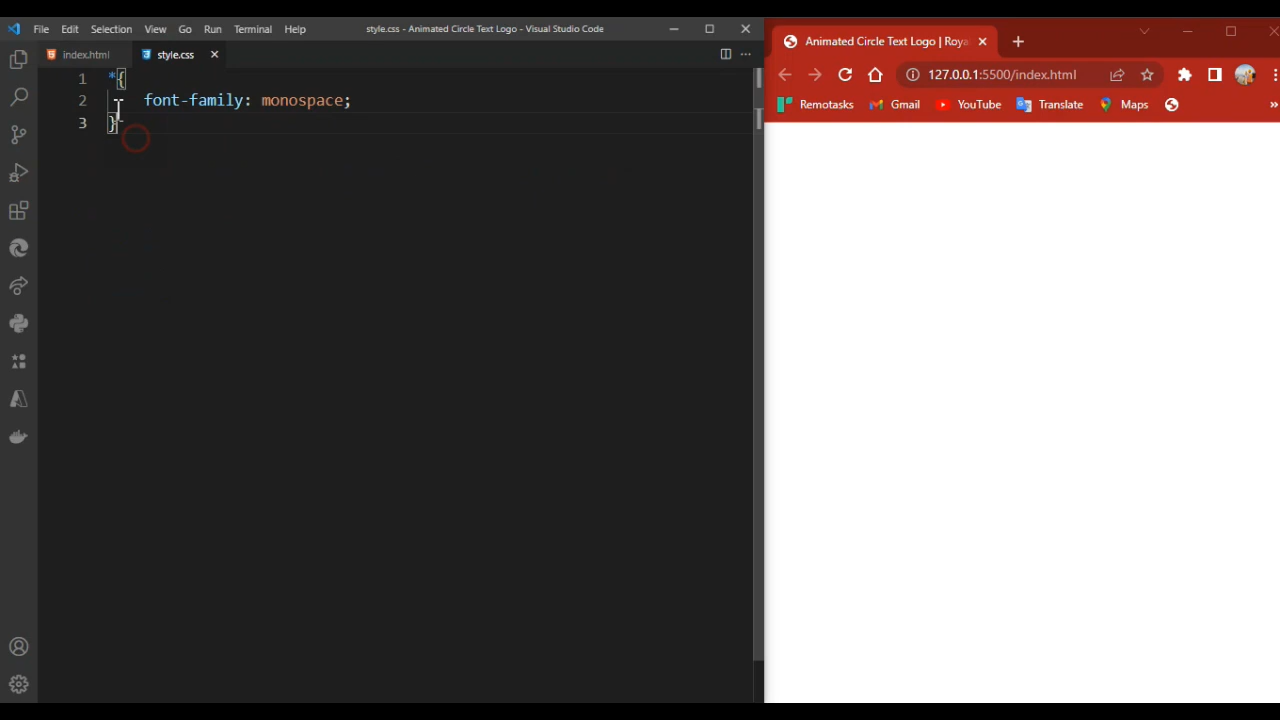 File Edit Selection View Go Run Terminal Help
style.css - Animated Circle Text Logo - Visual Studio Code
index.html style.css
1 *{
2 font-family: monospace;
3 }
Animated Circle Text Logo | Roya
127.0.0.1:5500/index.html
Remotasks Gmail YouTube Translate Maps »